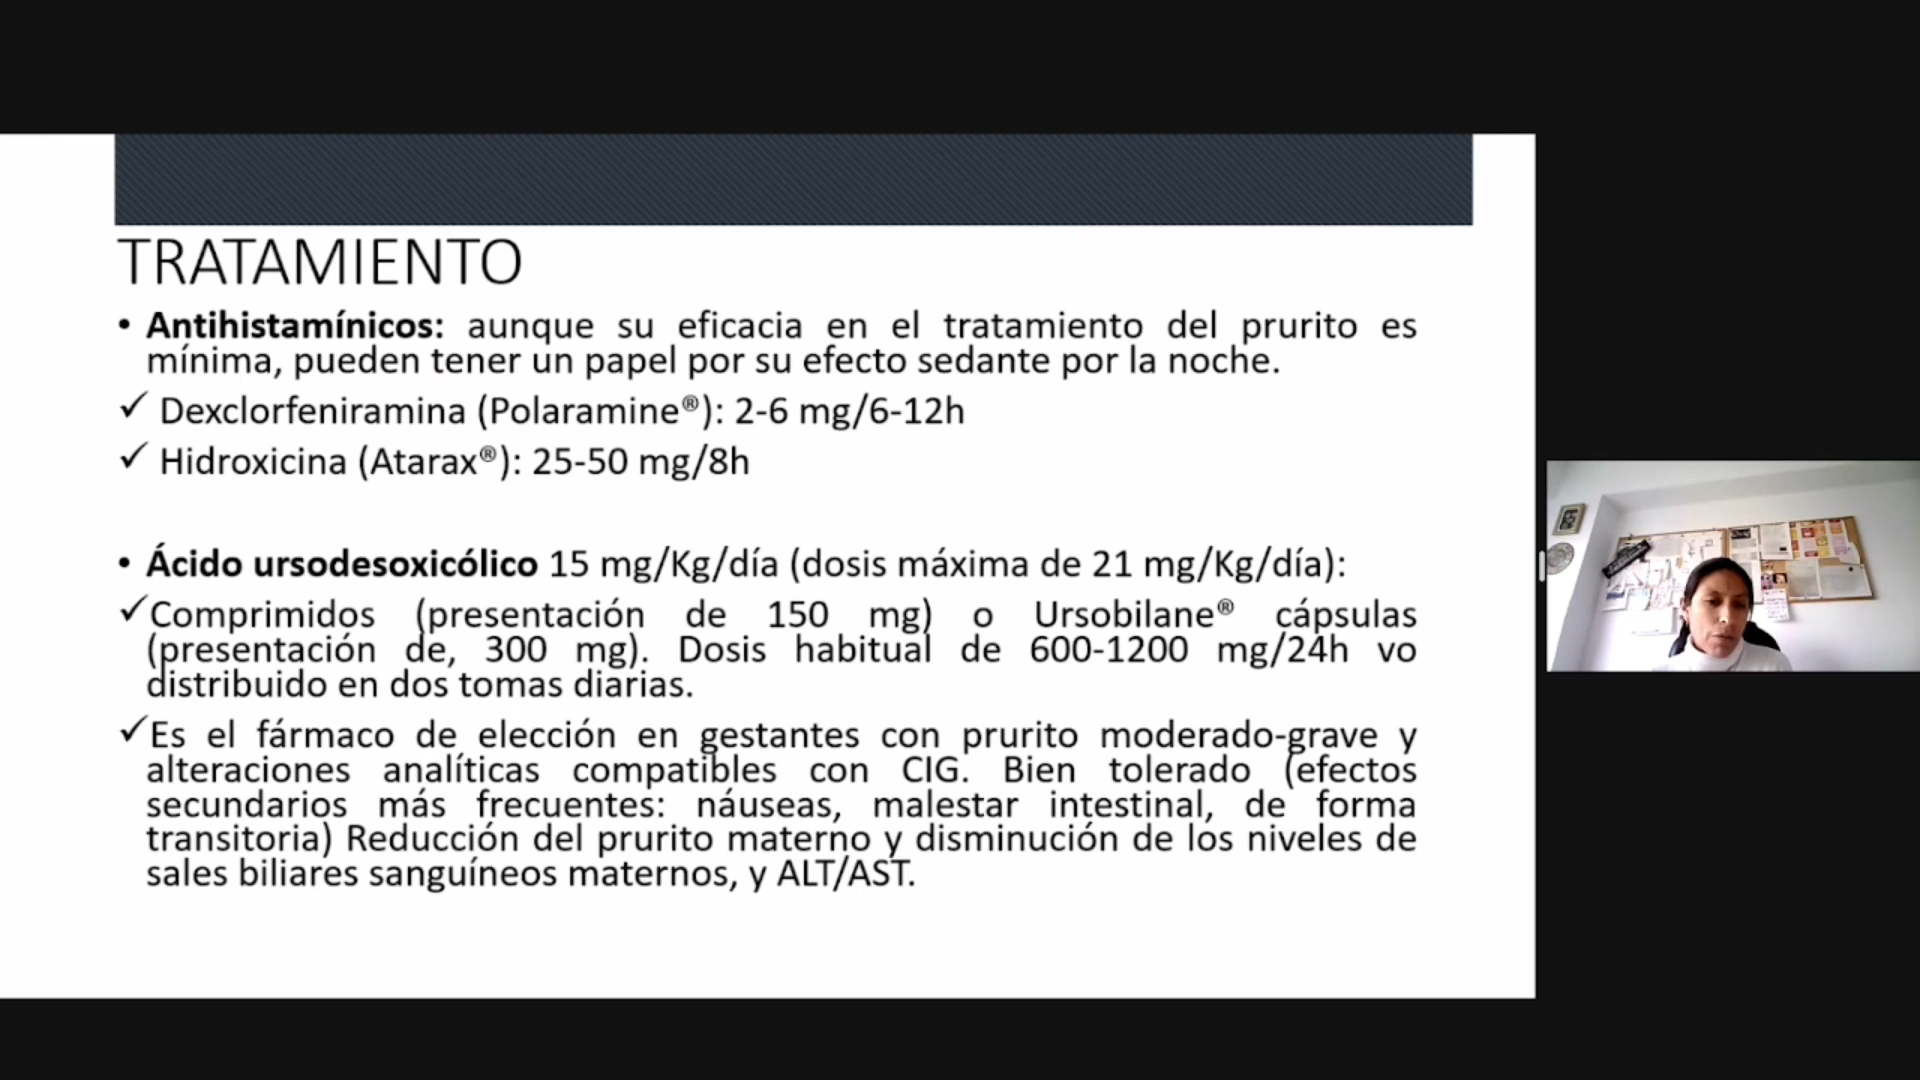 TRATAMIENTO
• Antihistamínicos: aunque su eficacia en el tratamiento del prurito es
mínima, pueden tener un papel por su efecto sedante por la noche.
✓ Dexclorfeniramina (Polaramine®): 2-6 mg/6-12h
✓ Hidroxicina (Atarax®): 25-50 mg/8h
• Ácido ursodesoxicólico 15 mg/Kg/día (dosis máxima de 21 mg/Kg/día):
✓Comprimidos (presentación de 150 mg) o Ursobilane® cápsulas
(presentación de, 300 mg). Dosis habitual de 600-1200 mg/24h vo
distribuido en dos tomas diarias.
✓Es el fármaco de elección en gestantes con prurito moderado-grave y
alteraciones analíticas compatibles con CIG. Bien tolerado (efectos
secundarios más frecuentes: náuseas, malestar intestinal, de forma
transitoria) Reducción del prurito materno y disminución de los niveles de
sales biliares sanguíneos maternos, y ALT/AST.